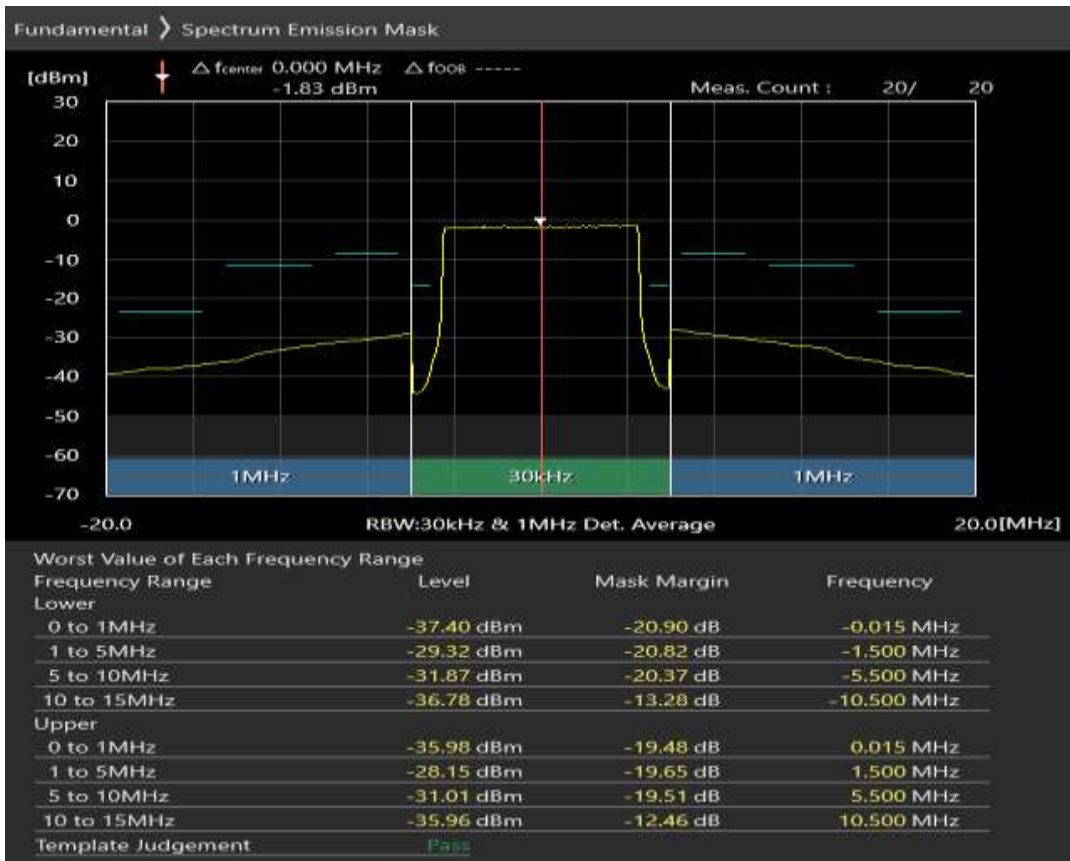 Fundamental 〉 Spectrum Emission Mask
[dBm]
△ fcenter 0.000 MHz △ fOOB -----
-1.83 dBm
Meas. Count : 20/ 20
30
20
10
0
-10
-20
-30
-40
-50
-60
-70
1MHz 30kHz 1MHz
-20.0 RBW:30kHz & 1MHz Det. Average 20.0[MHz]
Worst Value of Each Frequency Range
Frequency Range Level Mask Margin Frequency
Lower
0 to 1MHz -37.40 dBm -20.90 dB -0.015 MHz
1 to 5MHz -29.32 dBm -20.82 dB -1.500 MHz
5 to 10MHz -31.87 dBm -20.37 dB -5.500 MHz
10 to 15MHz -36.78 dBm -13.28 dB -10.500 MHz
Upper
0 to 1MHz -35.98 dBm -19.48 dB 0.015 MHz
1 to 5MHz -28.15 dBm -19.65 dB 1.500 MHz
5 to 10MHz -31.01 dBm -19.51 dB 5.500 MHz
10 to 15MHz -35.96 dBm -12.46 dB 10.500 MHz
Template Judgement Pass